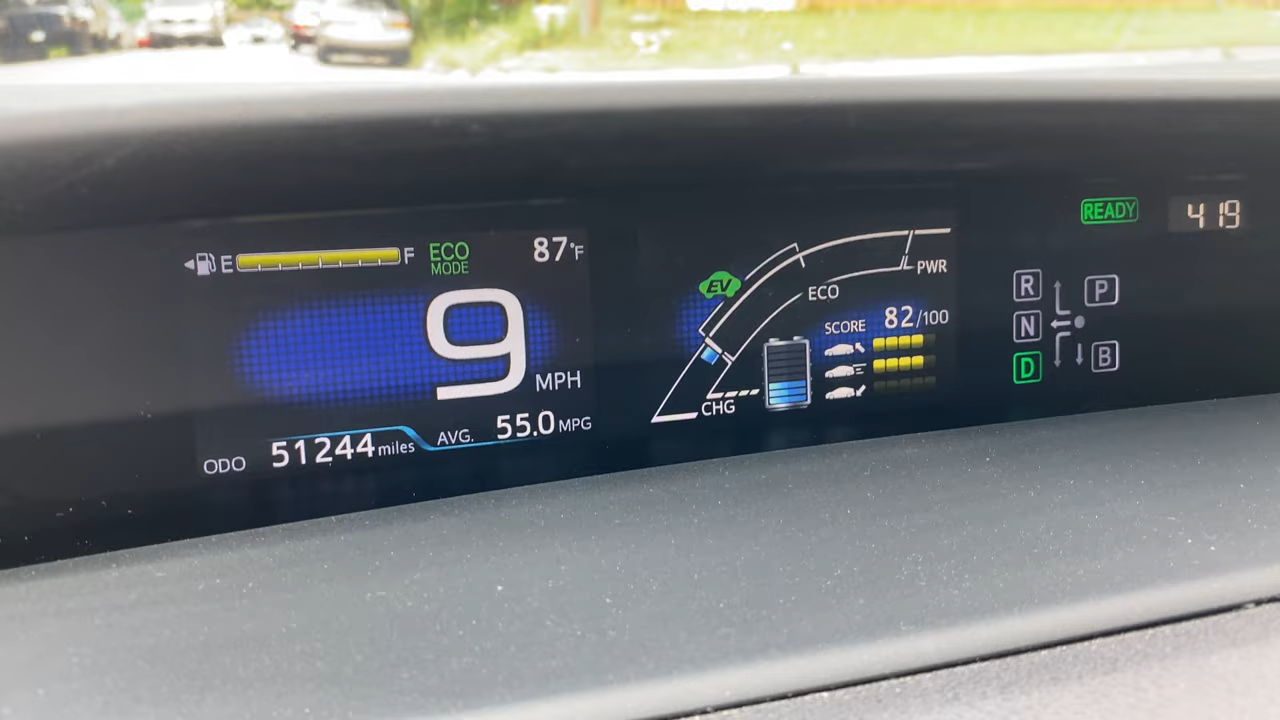 E F ECO MODE 87°F
9 MPH
ODO 51244 miles AVG. 55.0 MPG
EV
PWR
ECO
SCORE 82/100
CHG
READY 4 19
R P
N
D B